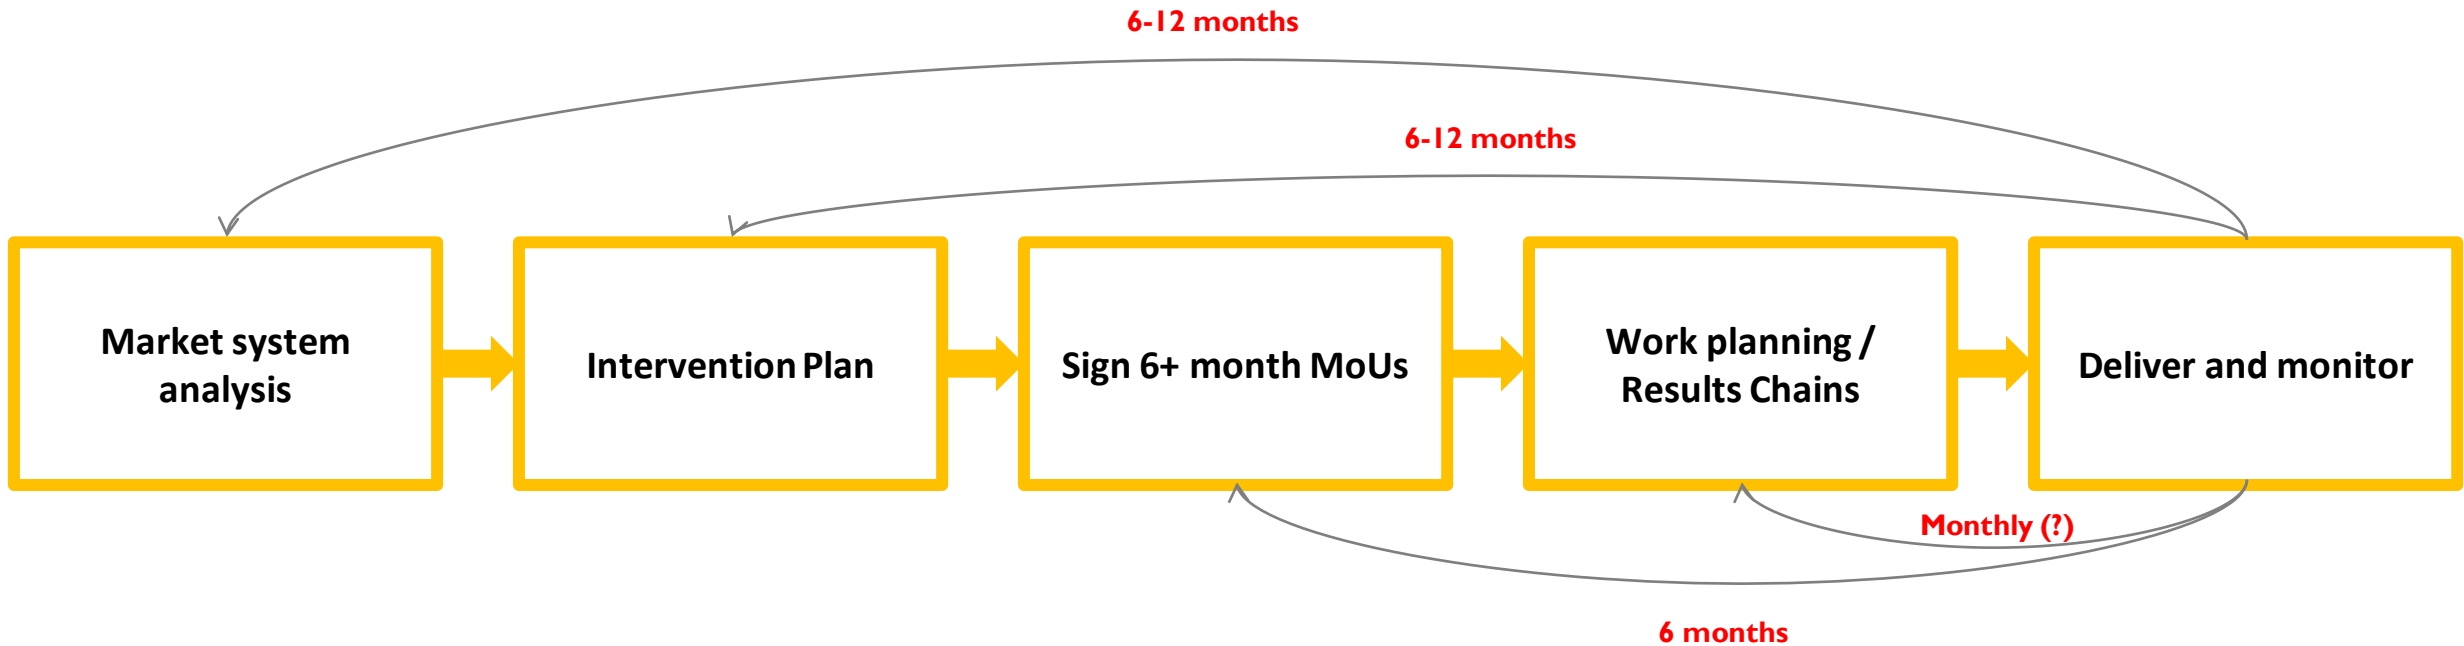 6-12 months
6-12 months
Market system
analysis
Intervention Plan
Sign 6+ month MoUs
Work planning /
Results Chains
Deliver and monitor
Monthly (?)
6 months